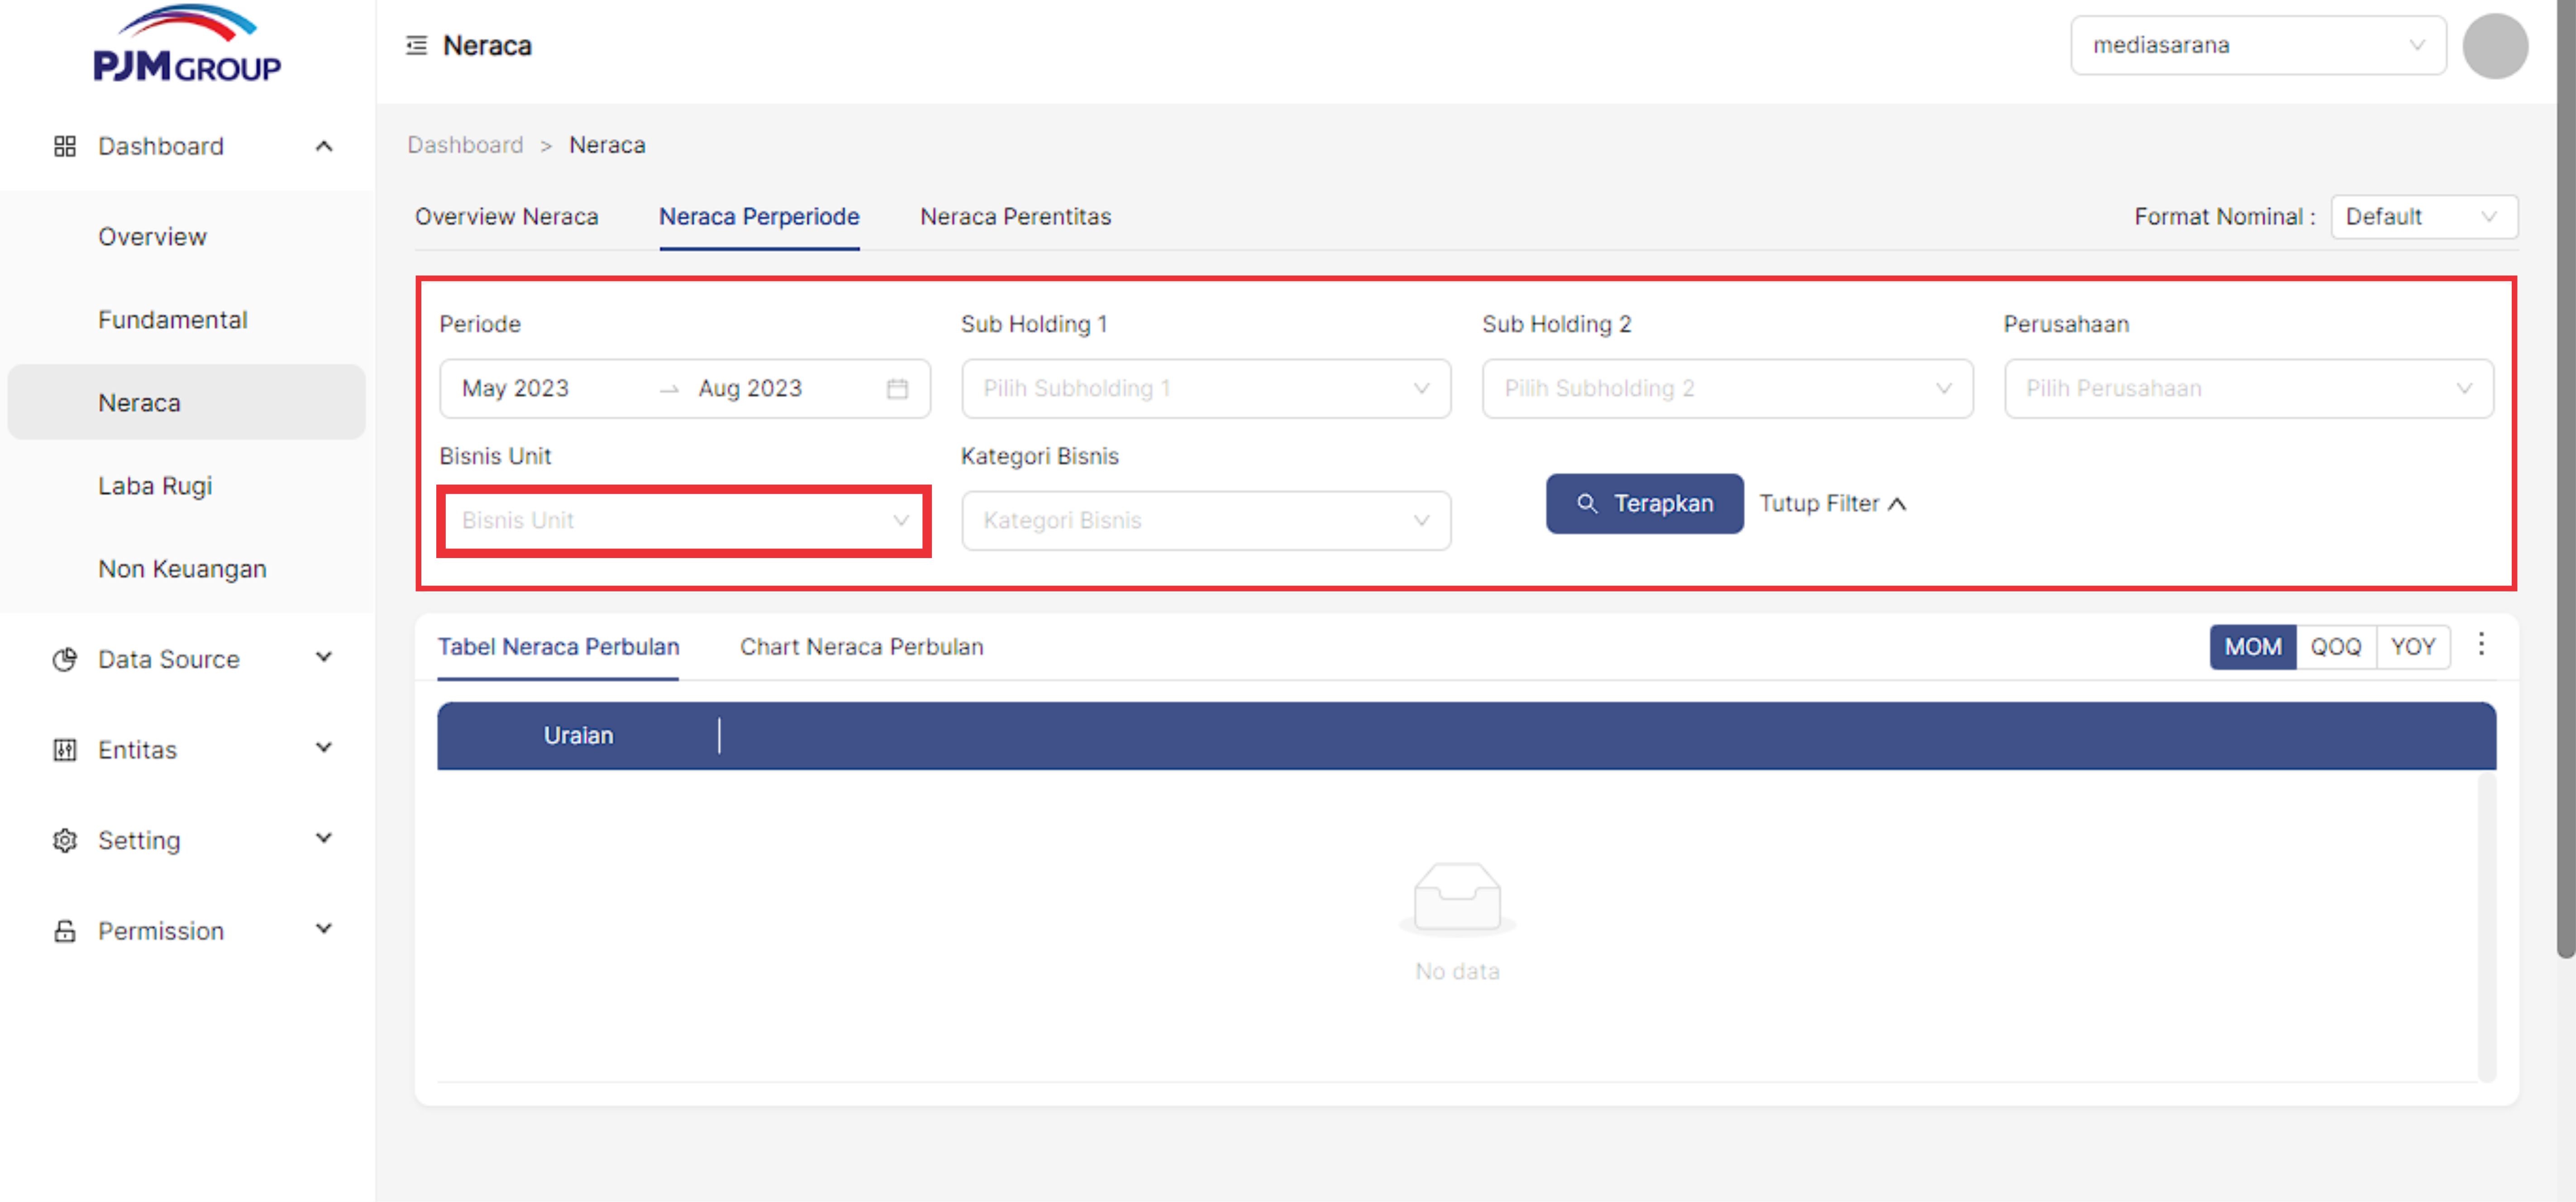 PJM GROUP
Neraca
mediasarana
Dashboard
Overview
Fundamental
Neraca
Laba Rugi
Non Keuangan
Data Source
Entitas
Setting
Permission
Dashboard > Neraca
Overview Neraca Neraca Perperiode Neraca Perentitas
Format Nominal : Default
Periode Sub Holding 1 Sub Holding 2 Perusahaan
May 2023 → Aug 2023 Pilih Subholding 1 Pilih Subholding 2 Pilih Perusahaan
Bisnis Unit Kategori Bisnis
Bisnis Unit Kategori Bisnis Terapkan Tutup Filter
Tabel Neraca Perbulan Chart Neraca Perbulan
MOM QOQ YOY
Uraian
No data